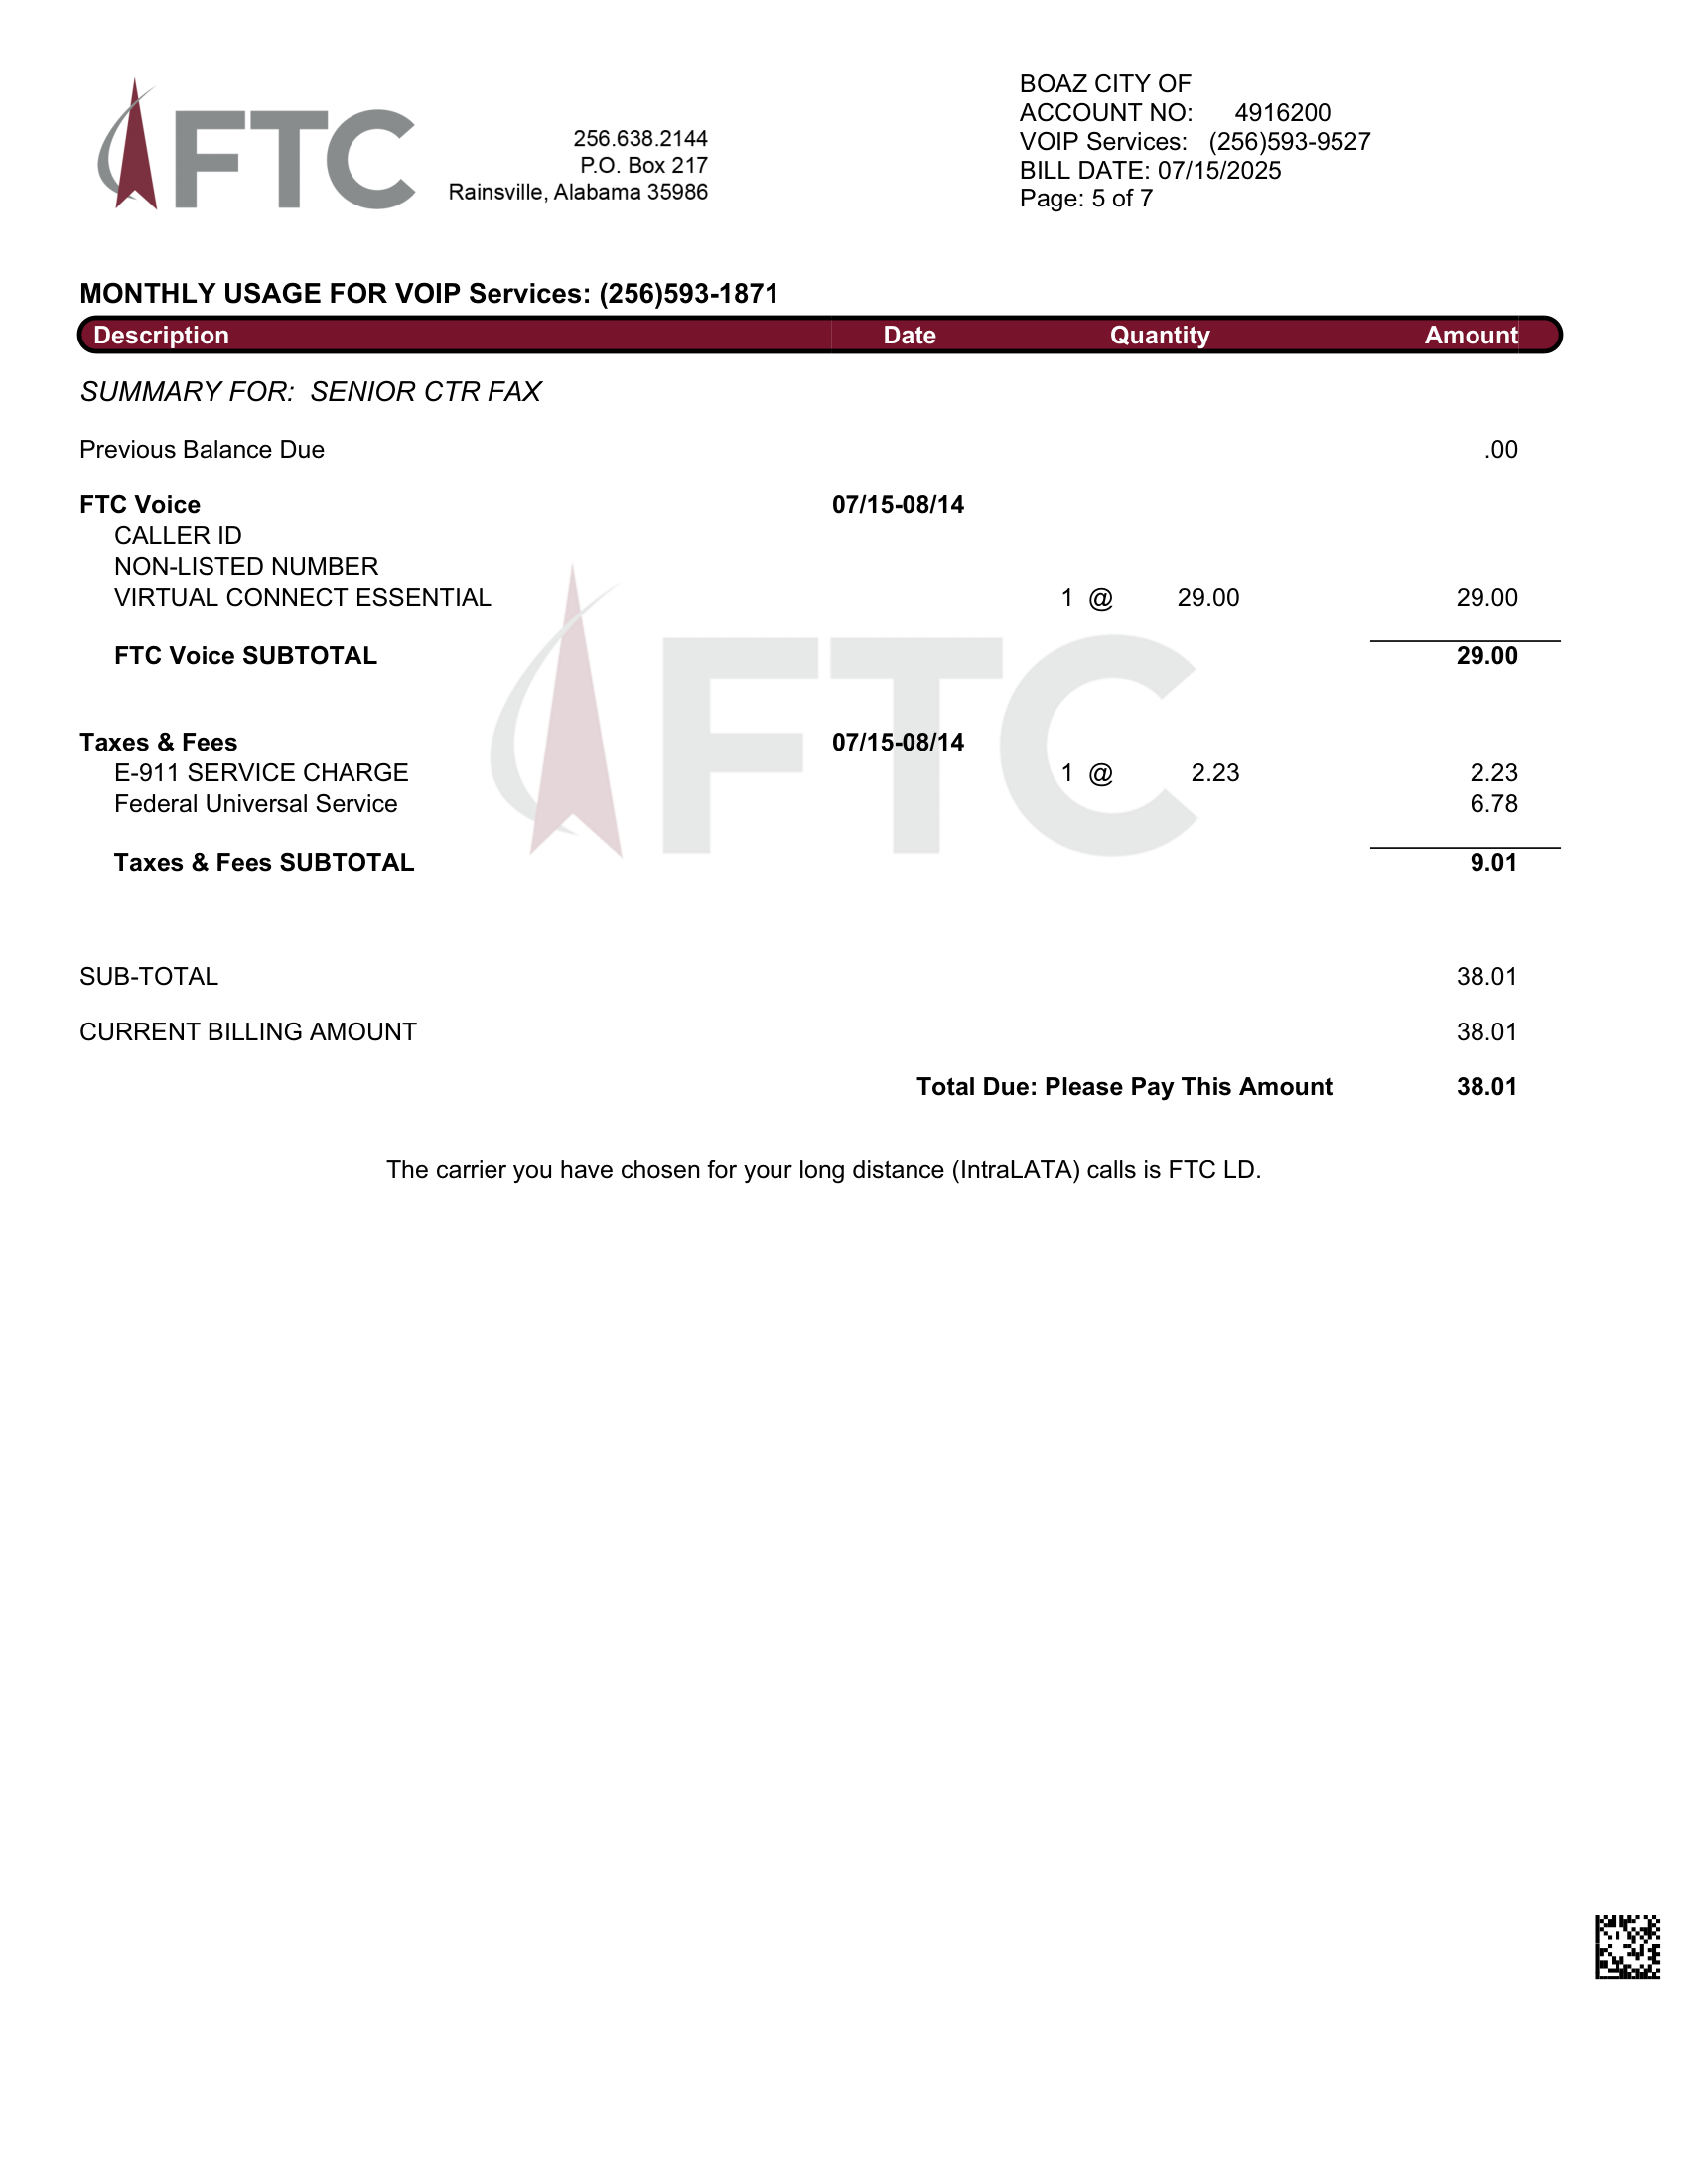 FTC
256.638.2144
P.O. Box 217
Rainsville, Alabama 35986
BOAZ CITY OF
ACCOUNT NO: 4916200
VOIP Services: (256)593-9527
BILL DATE: 07/15/2025
Page: 5 of 7
MONTHLY USAGE FOR VOIP Services: (256)593-1871
Description Date Quantity Amount
SUMMARY FOR: SENIOR CTR FAX
Previous Balance Due .00
FTC Voice 07/15-08/14
CALLER ID
NON-LISTED NUMBER
VIRTUAL CONNECT ESSENTIAL 1 @ 29.00 29.00
FTC Voice SUBTOTAL 29.00
FTC
Taxes & Fees 07/15-08/14
E-911 SERVICE CHARGE 1 @ 2.23 2.23
Federal Universal Service 6.78
Taxes & Fees SUBTOTAL 9.01
SUB-TOTAL 38.01
CURRENT BILLING AMOUNT 38.01
Total Due: Please Pay This Amount 38.01
The carrier you have chosen for your long distance (IntraLATA) calls is FTC LD.